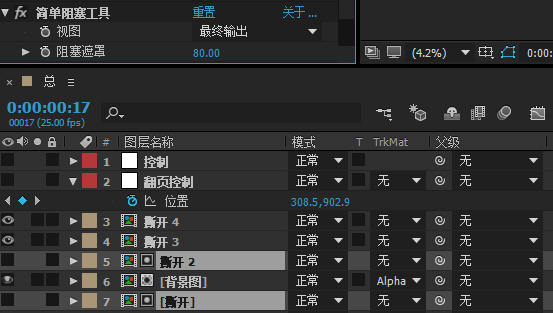 fx 简单阻塞工具 重置 关于...
视图 最终输出
阻塞遮罩 80.00
(4.2%) 0:00:
× 总
0:00:00:17
00017 (25.00 fps)
# 图层名称 模式 T TrkMat 父级
1 控制 正常 无
2 翻页控制 正常 无 无
位置 308.5,902.9
3 撕开 4 正常 无 无
4 撕开 3 正常 无 无
5 撕开 2 正常 无 无
6 [背景图] 正常 Alpha 无
7 [撕开] 正常 无 无